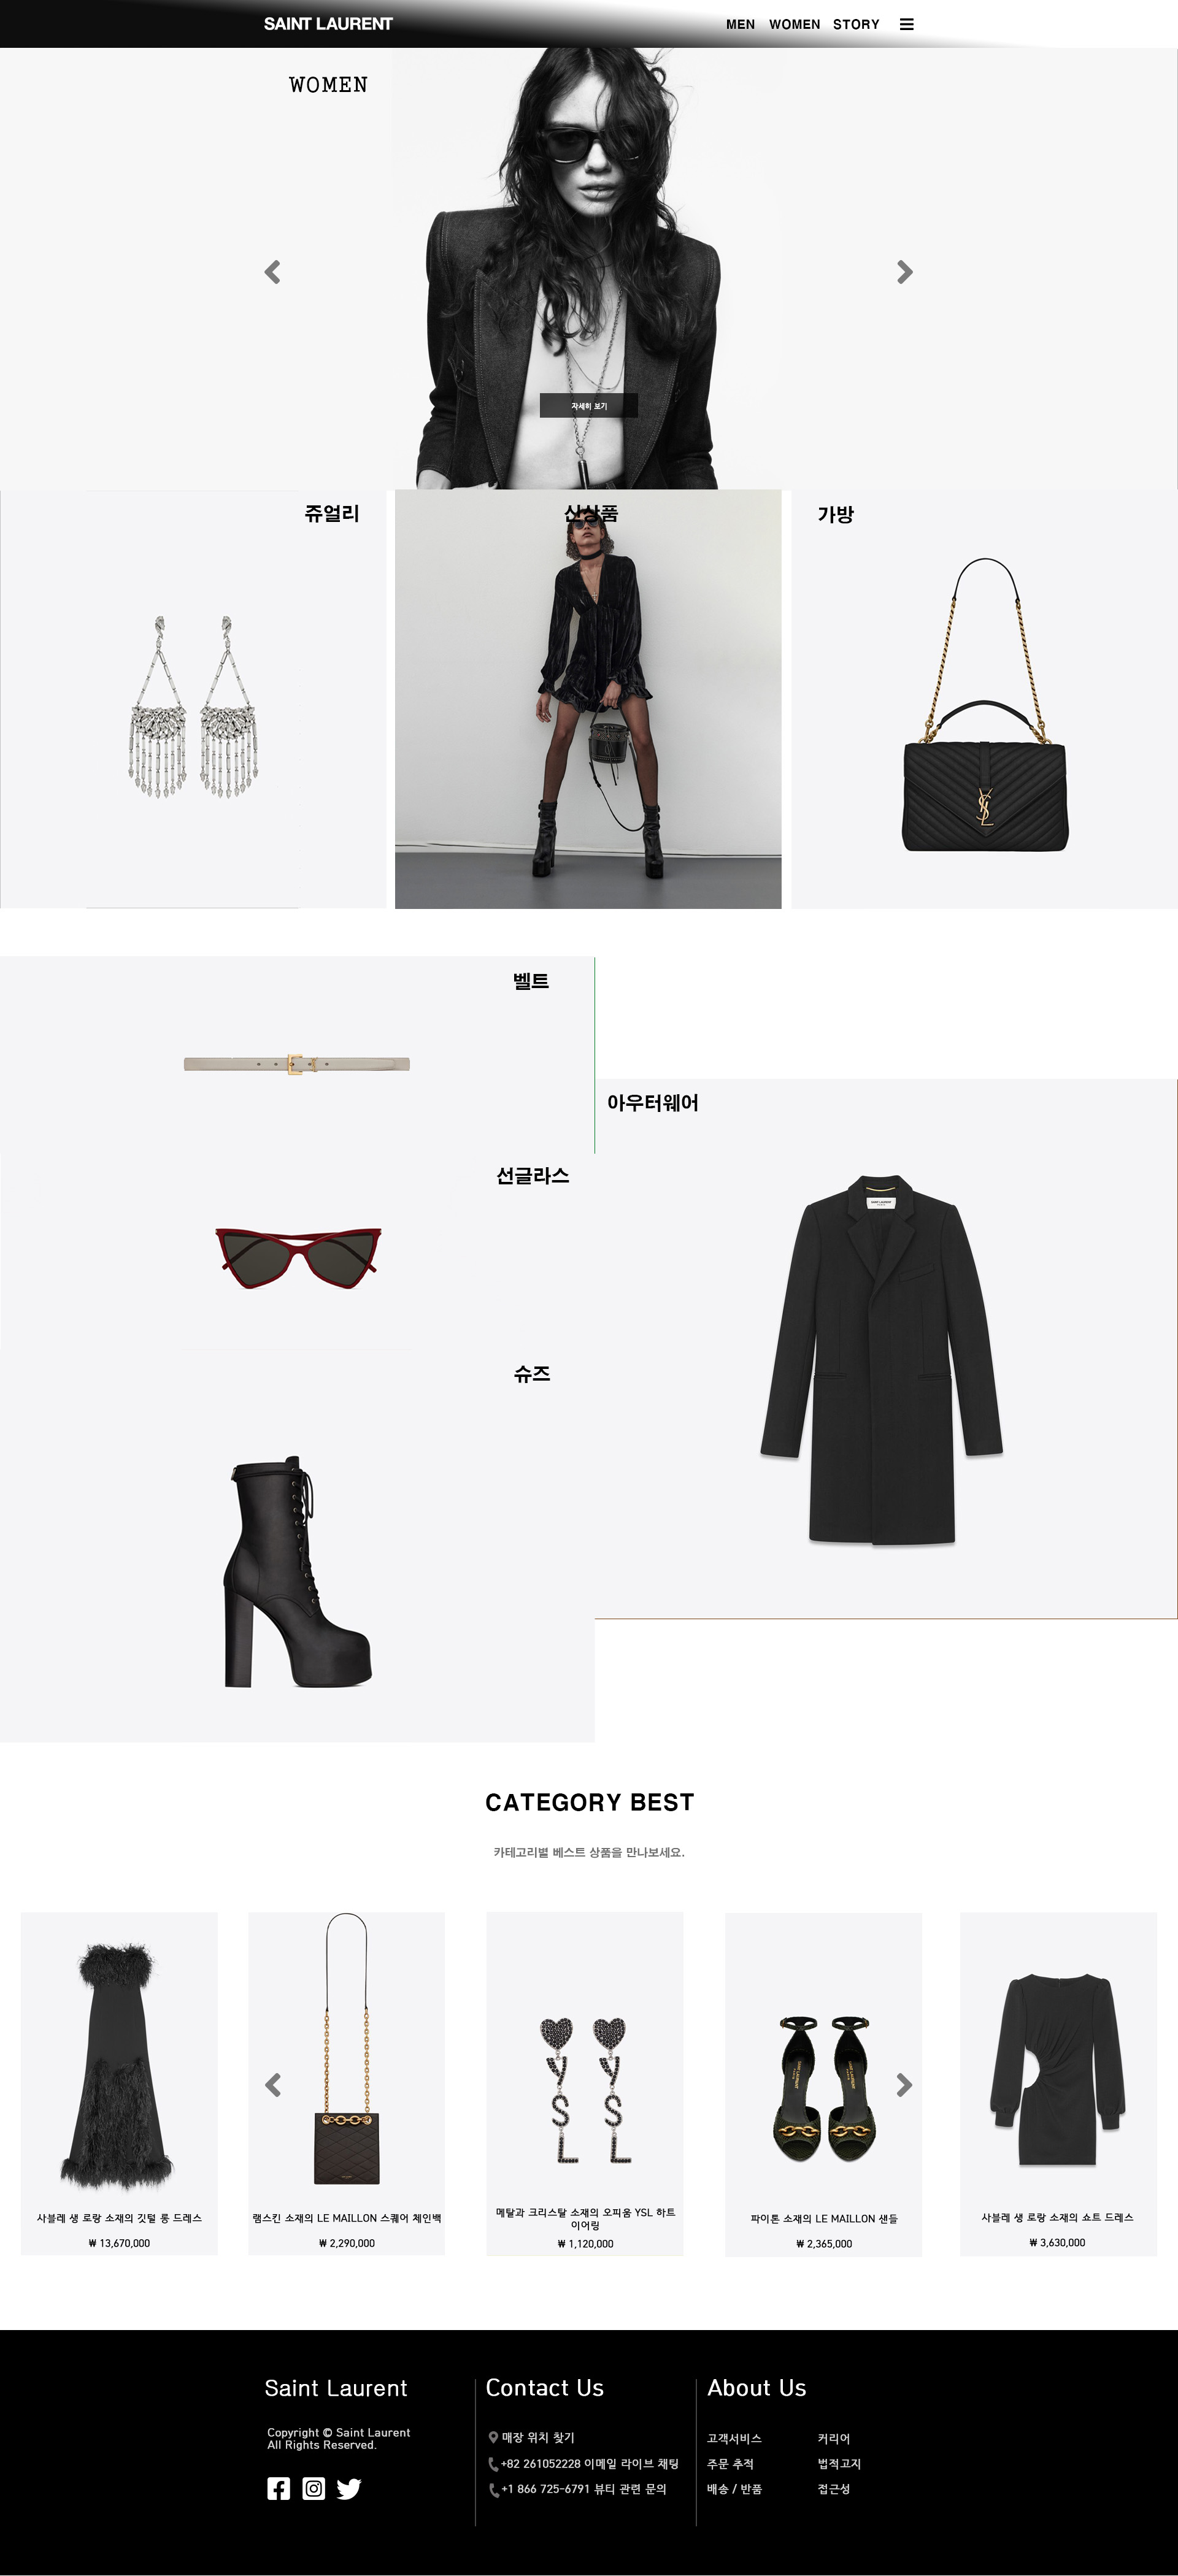 SAINT LAURENT
MEN WOMEN STORY
WOMEN
자세히 보기
쥬얼리
신상품
가방
벨트
아우터웨어
선글라스
슈즈
CATEGORY BEST
카테고리별 베스트 상품을 만나보세요.
사블레 생 로랑 소재의 깃털 롱 드레스
₩ 13,670,000
램스킨 소재의 LE MAILLON 스퀘어 체인백
₩ 2,290,000
메탈과 크리스탈 소재의 오피움 YSL 하트
이어링
₩ 1,120,000
파이톤 소재의 LE MAILLON 샌들
₩ 2,365,000
사블레 생 로랑 소재의 쇼트 드레스
₩ 3,630,000
Saint Laurent
Copyright © Saint Laurent
All Rights Reserved.
Contact Us
매장 위치 찾기
+82 261052228 이메일 라이브 채팅
+1 866 725-6791 뷰티 관련 문의
About Us
고객서비스 커리어
주문 추적 법적고지
배송 / 반품 접근성